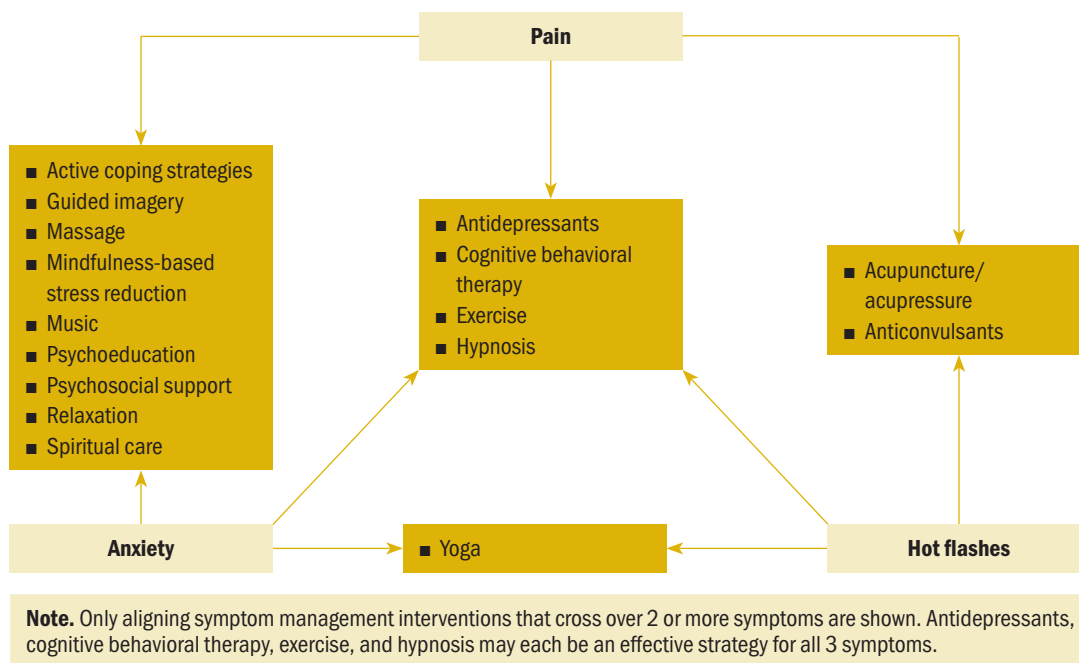 Pain
■ Active coping strategies
■ Guided imagery
■ Massage
■ Mindfulness-based
stress reduction
■ Music
■ Psychoeducation
■ Psychosocial support
■ Relaxation
■ Spiritual care
■ Antidepressants
■ Cognitive behavioral
therapy
■ Exercise
■ Hypnosis
■ Acupuncture/
acupressure
■ Anticonvulsants
Anxiety
■ Yoga
Hot flashes
Note. Only aligning symptom management interventions that cross over 2 or more symptoms are shown. Antidepressants,
cognitive behavioral therapy, exercise, and hypnosis may each be an effective strategy for all 3 symptoms.